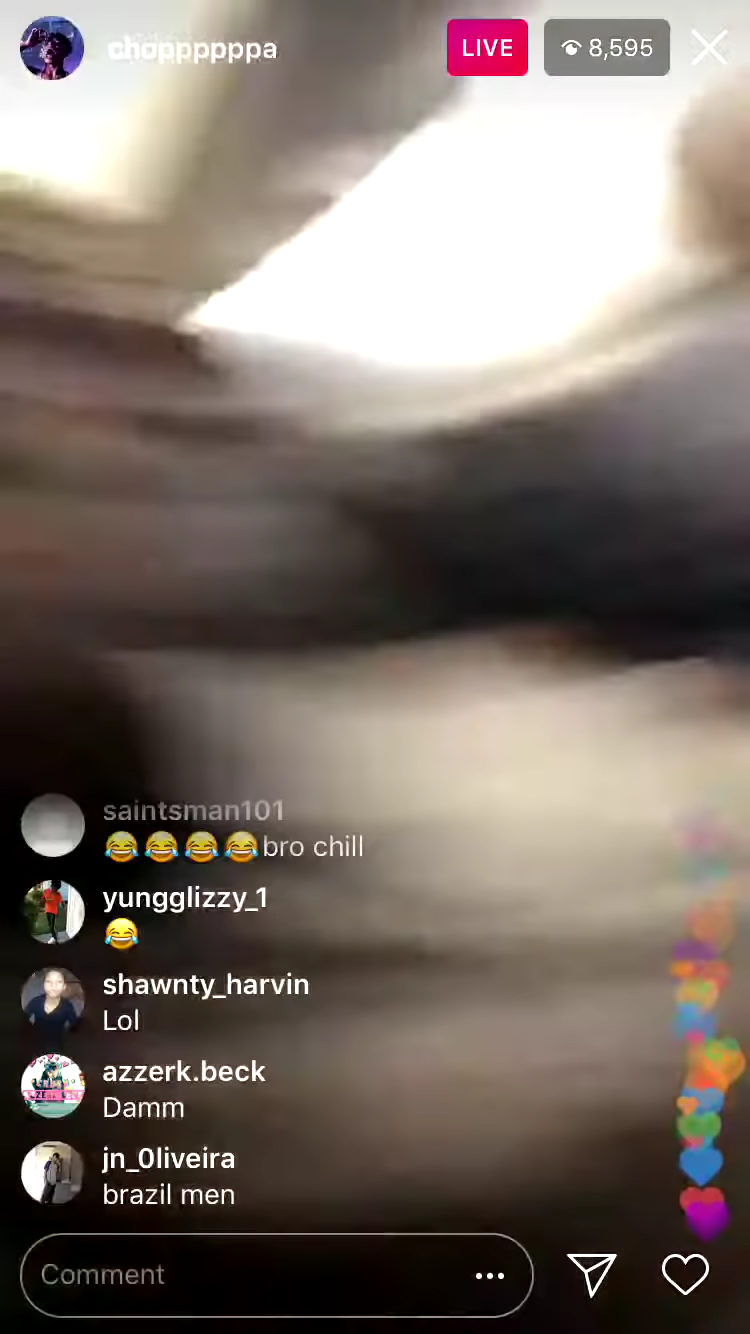 choppppppa
LIVE
8,595
saintsman101
😂😂😂😂bro chill
yungglizzy_1
😂
shawnty_harvin
Lol
azzerk.beck
Damm
jn_0liveira
brazil men
Comment